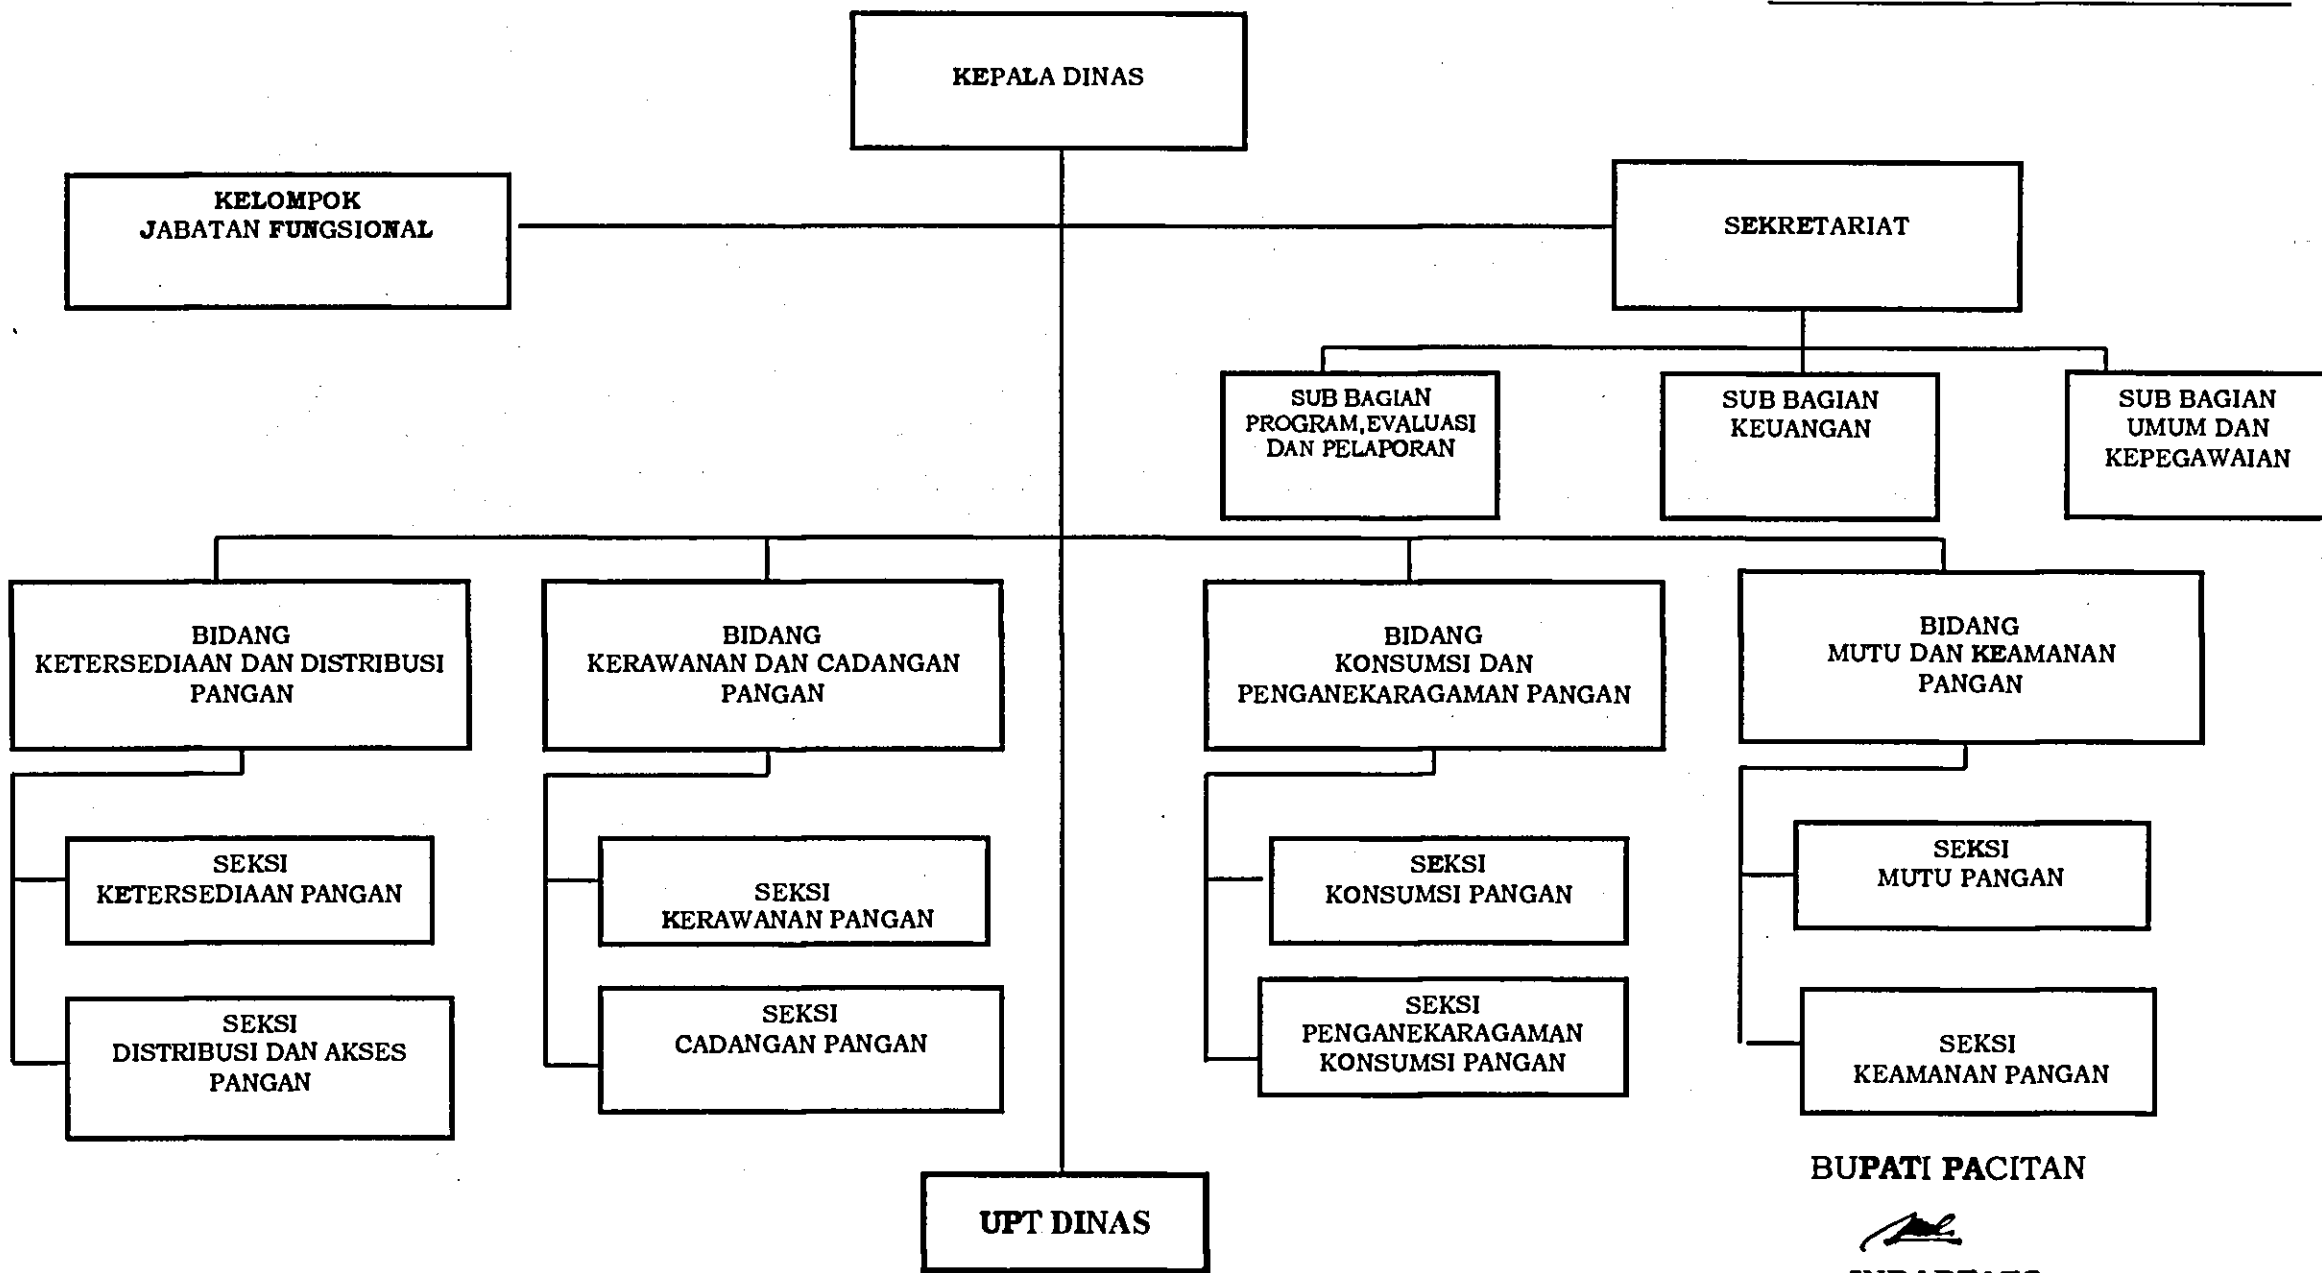 KEPALA DINAS
KELOMPOK
JABATAN FUNGSIONAL
SEKRETARIAT
SUB BAGIAN
PROGRAM,EVALUASI
DAN PELAPORAN
SUB BAGIAN
KEUANGAN
SUB BAGIAN
UMUM DAN
KEPEGAWAIAN
BIDANG
KETERSEDIAAN DAN DISTRIBUSI
PANGAN
BIDANG
KERAWANAN DAN CADANGAN
PANGAN
BIDANG
KONSUMSI DAN
PENGANEKARAGAMAN PANGAN
BIDANG
MUTU DAN KEAMANAN
PANGAN
SEKSI
KETERSEDIAAN PANGAN
SEKSI
KERAWANAN PANGAN
SEKSI
KONSUMSI PANGAN
SEKSI
MUTU PANGAN
SEKSI
DISTRIBUSI DAN AKSES
PANGAN
SEKSI
CADANGAN PANGAN
SEKSI
PENGANEKARAGAMAN
KONSUMSI PANGAN
SEKSI
KEAMANAN PANGAN
BUPATI PACITAN
UPT DINAS